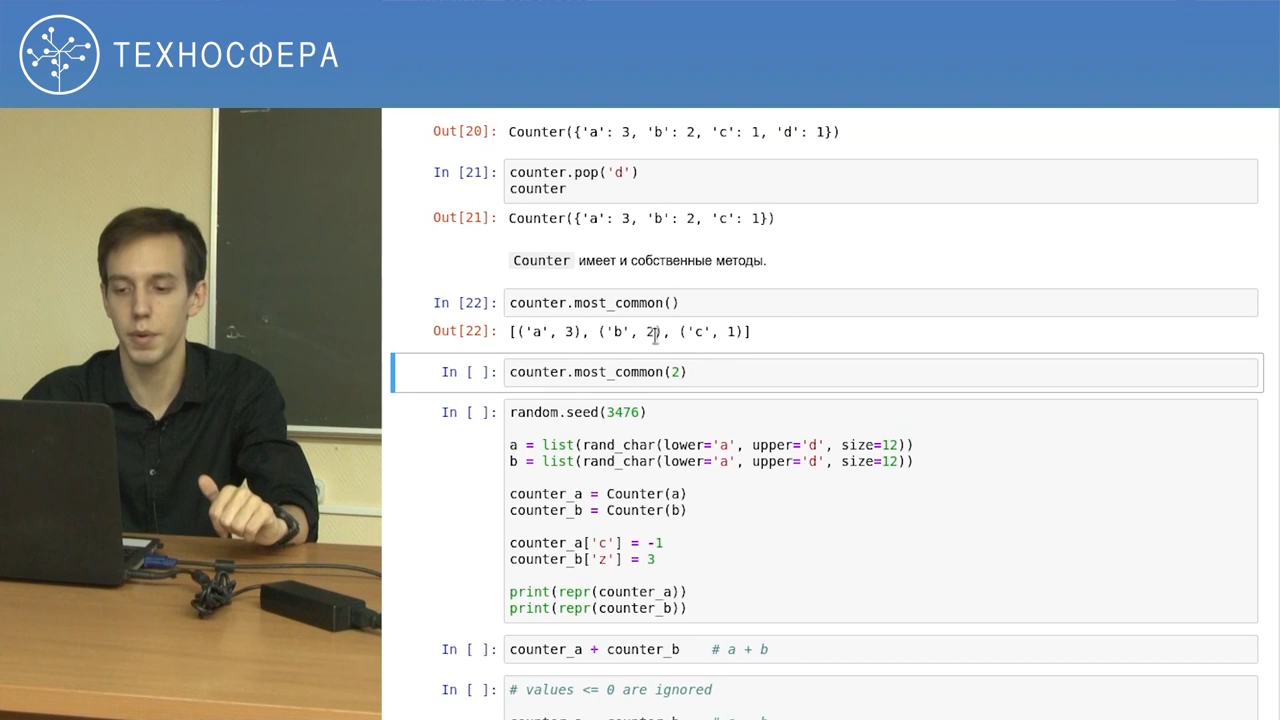 ТЕХНОСФЕРА
Out[20]: Counter({'a': 3, 'b': 2, 'c': 1, 'd': 1})
In [21]: counter.pop('d')
counter
Out[21]: Counter({'a': 3, 'b': 2, 'c': 1})
Counter имеет и собственные методы.
In [22]: counter.most_common()
Out[22]: [('a', 3), ('b', 2), ('c', 1)]
In [ ]: counter.most_common(2)
In [ ]: random.seed(3476)
a = list(rand_char(lower='a', upper='d', size=12))
b = list(rand_char(lower='a', upper='d', size=12))
counter_a = Counter(a)
counter_b = Counter(b)
counter_a['c'] = -1
counter_b['z'] = 3
print(repr(counter_a))
print(repr(counter_b))
In [ ]: counter_a + counter_b # a + b
In [ ]: # values <= 0 are ignored